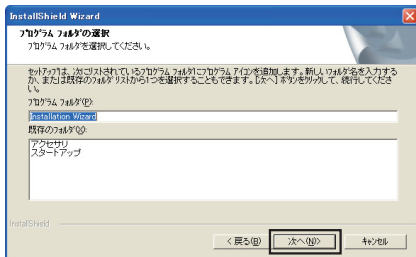 InstallShield Wizard
ﾌﾟﾛｸﾞﾗﾑ ﾌｫﾙﾀﾞの選択
ﾌﾟﾛｸﾞﾗﾑ ﾌｫﾙﾀﾞを選択してください。
ｾｯﾄｱｯﾌﾟは、次にﾘｽﾄされているﾌﾟﾛｸﾞﾗﾑ ﾌｫﾙﾀﾞにﾌﾟﾛｸﾞﾗﾑ ｱｲｺﾝを追加します。新しいﾌｫﾙﾀﾞ名を入力する
か、または既存のﾌｫﾙﾀﾞ ﾘｽﾄから1つを選択することもできます。[次へ] ﾎﾞﾀﾝをｸﾘｯｸして、続行してくださ
い。
ﾌﾟﾛｸﾞﾗﾑ ﾌｫﾙﾀﾞ(P):
Installation Wizard
既存のﾌｫﾙﾀﾞ(X):
アクセサリ
スタートアップ
InstallShield
< 戻る(B)
次へ(N)>
ｷｬﾝｾﾙ